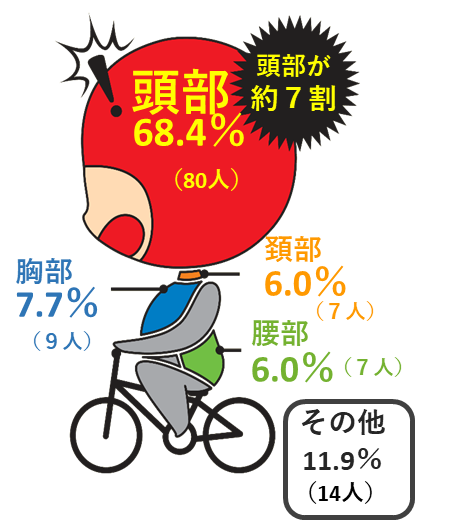 頭部が
約７割
頭部
68.4％
（80人）
頚部
6.0％
（７人）
胸部
7.7％
（９人）
腰部
6.0％（７人）
その他
11.9％
（14人）